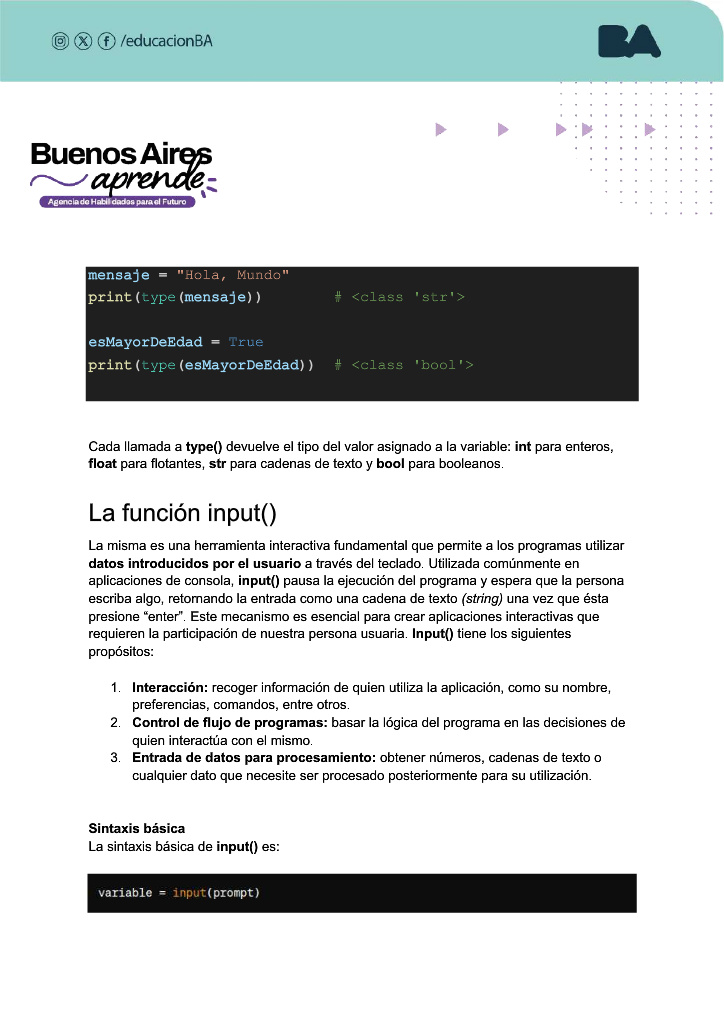 /educacionBA
BA
Buenos Aires
aprende
Agencia de Habilidades para el Futuro
mensaje = "Hola, Mundo"
print(type(mensaje))        # <class 'str'>
esMayorDeEdad = True
print(type(esMayorDeEdad))  # <class 'bool'>
Cada llamada a type() devuelve el tipo del valor asignado a la variable: int para enteros,
float para flotantes, str para cadenas de texto y bool para booleanos.
La función input()
La misma es una herramienta interactiva fundamental que permite a los programas utilizar
datos introducidos por el usuario a través del teclado. Utilizada comúnmente en
aplicaciones de consola, input() pausa la ejecución del programa y espera que la persona
escriba algo, retornando la entrada como una cadena de texto (string) una vez que ésta
presione “enter”. Este mecanismo es esencial para crear aplicaciones interactivas que
requieren la participación de nuestra persona usuaria. Input() tiene los siguientes
propósitos:
1. Interacción: recoger información de quien utiliza la aplicación, como su nombre,
preferencias, comandos, entre otros.
2. Control de flujo de programas: basar la lógica del programa en las decisiones de
quien interactúa con el mismo.
3. Entrada de datos para procesamiento: obtener números, cadenas de texto o
cualquier dato que necesite ser procesado posteriormente para su utilización.
Sintaxis básica
La sintaxis básica de input() es:
variable = input(prompt)